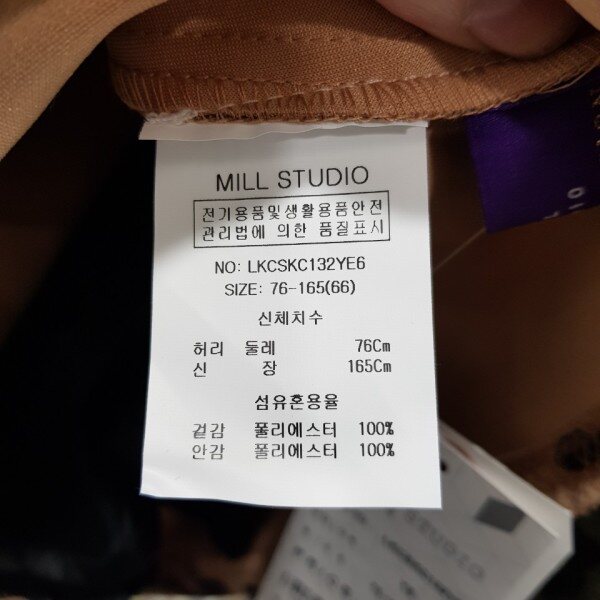 MILL STUDIO
전기용품및생활용품안전
관리법에 의한 품질표시
NO: LKCSKC132YE6
SIZE: 76-165(66)
신체치수
허리 둘레 76Cm
신 장 165Cm
섬유혼용율
겉감 폴리에스터 100%
안감 폴리에스터 100%